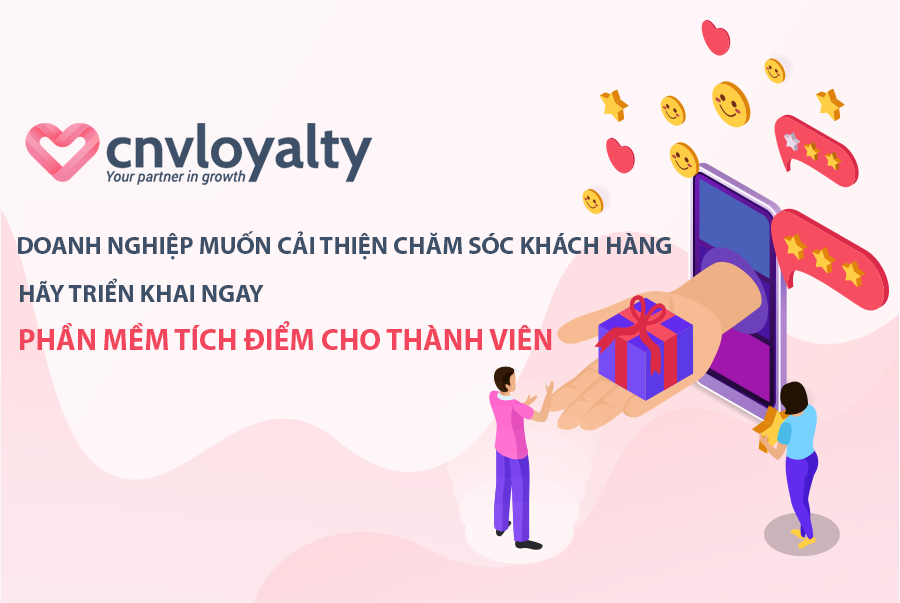 cnvloyalty
Your partner in growth
DOANH NGHIỆP MUỐN CẢI THIỆN CHĂM SÓC KHÁCH HÀNG
HÃY TRIỂN KHAI NGAY
PHẦN MỀM TÍCH ĐIỂM CHO THÀNH VIÊN